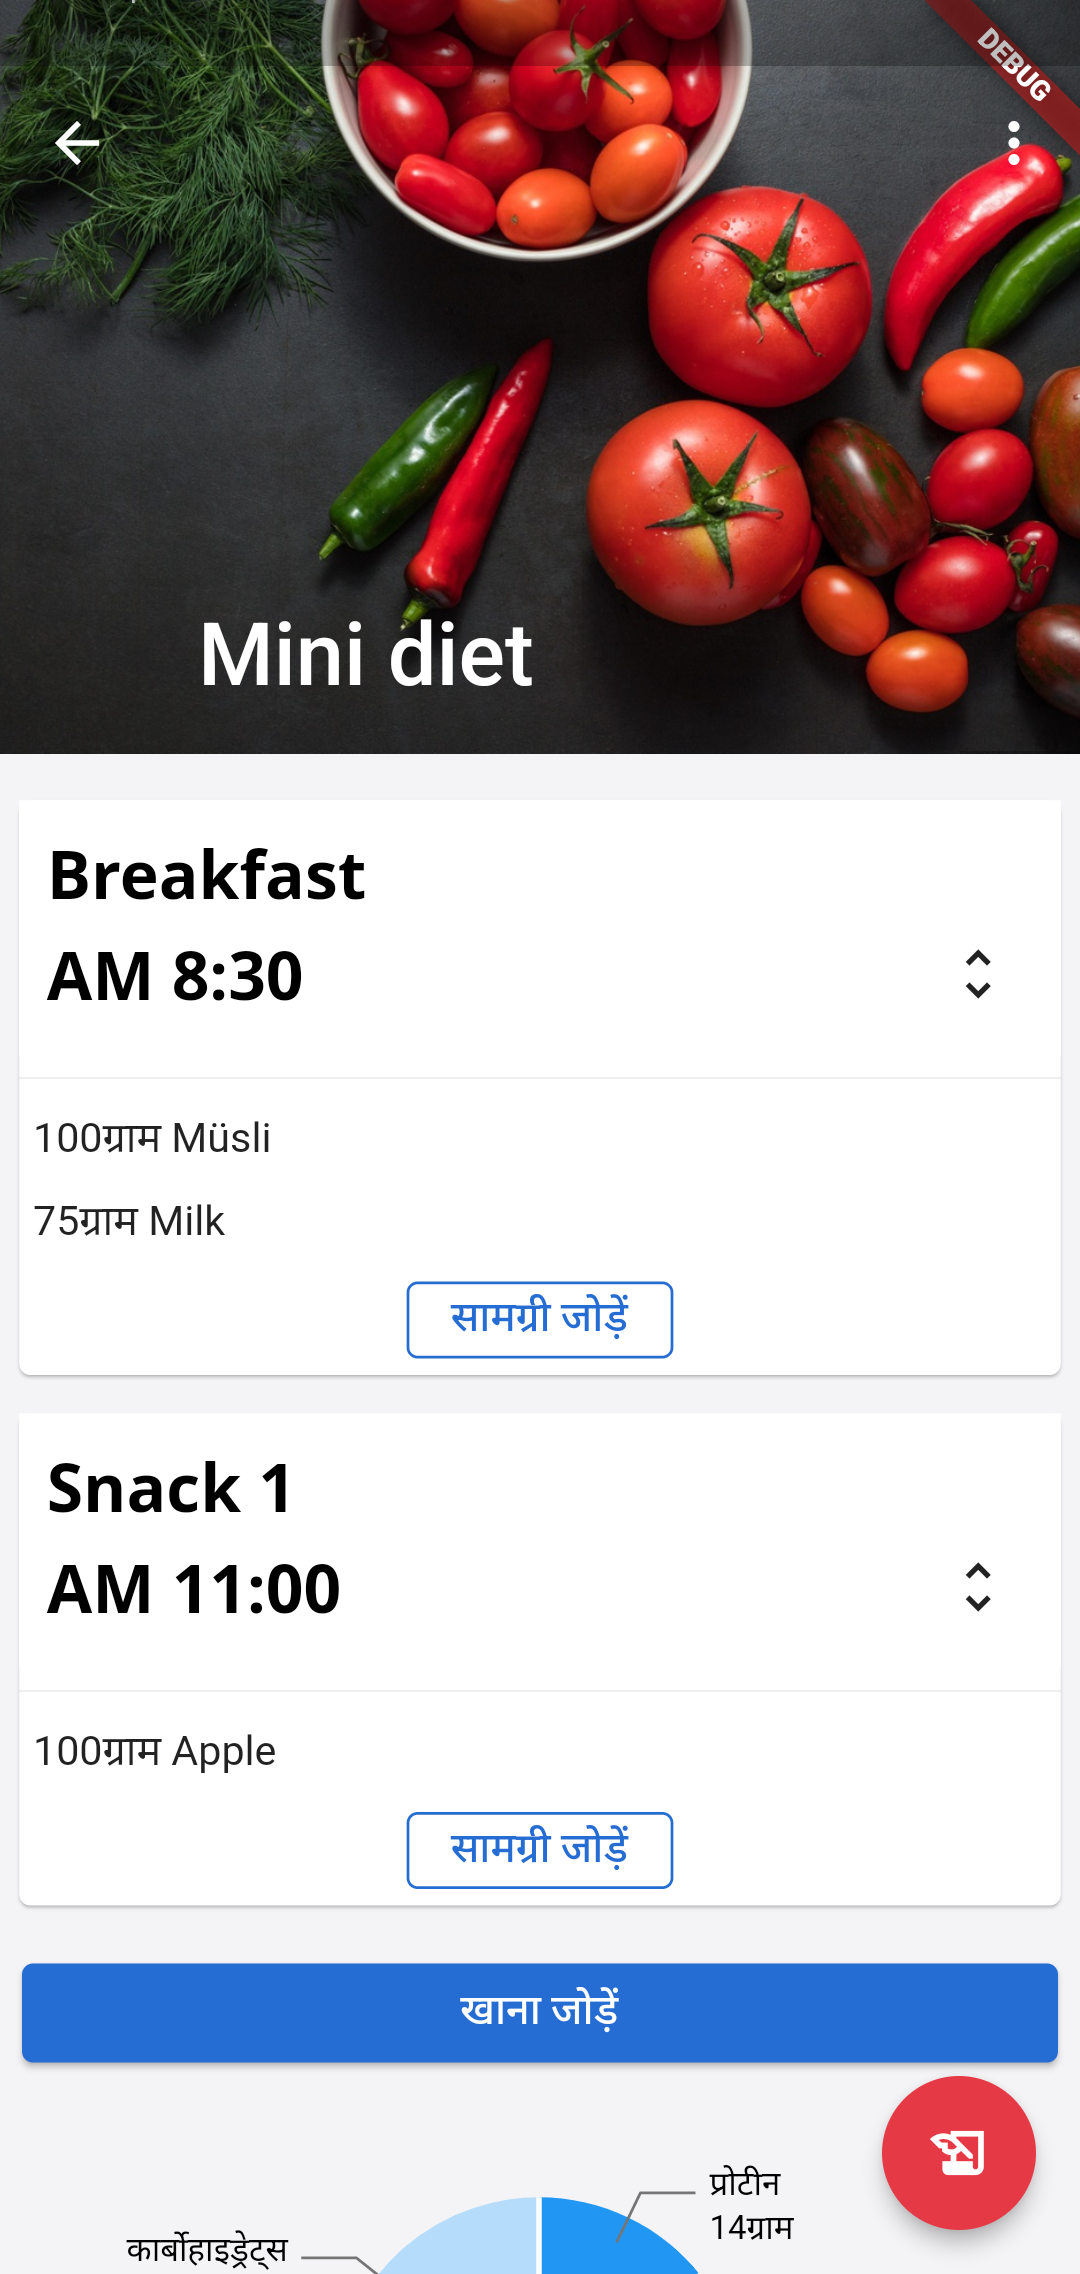 DEBUG
Mini diet
Breakfast
AM 8:30
100ग्राम Müsli
75ग्राम Milk
सामग्री जोड़ें
Snack 1
AM 11:00
100ग्राम Apple
सामग्री जोड़ें
खाना जोड़ें
प्रोटीन
14ग्राम
कार्बोहाइड्रेट्स